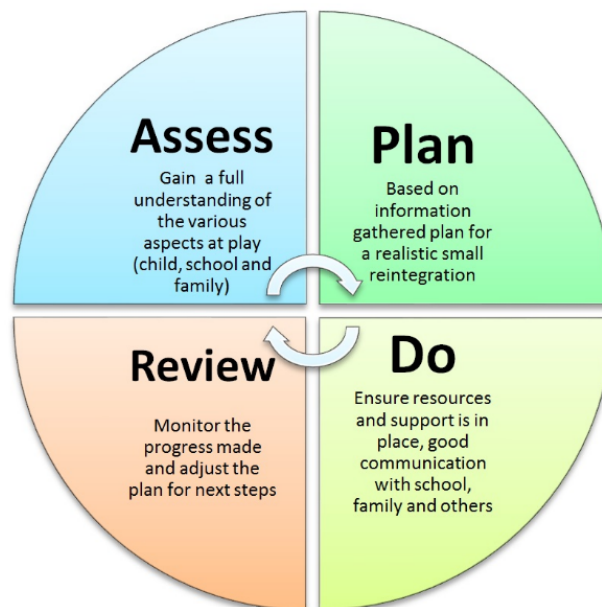 Assess
Gain a full
understanding of
the various
aspects at play
(child, school and
family)
Plan
Based on
information
gathered plan for
a realistic small
reintegration
Do
Ensure resources
and support is in
place, good
communication
with school,
family and others
Review
Monitor the
progress made
and adjust the
plan for next steps